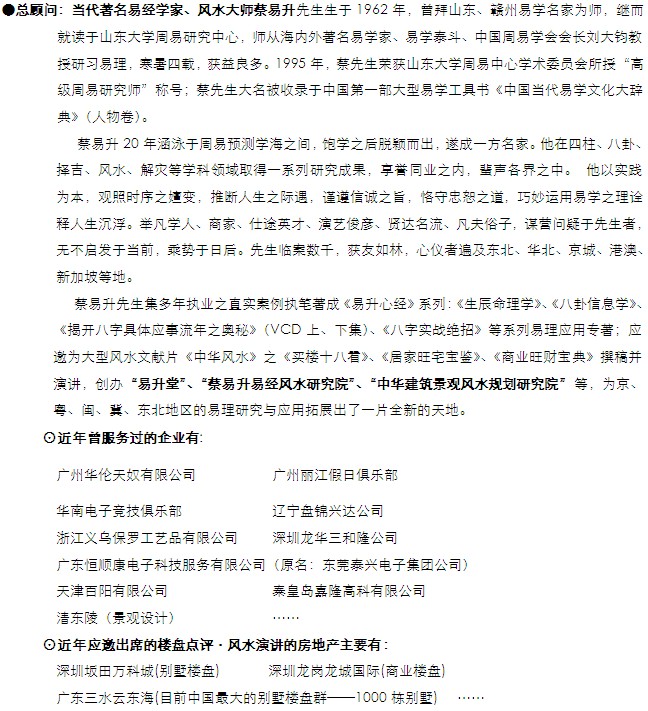 ●总顾问：当代著名易经学家、风水大师蔡易升先生生于 1962 年，曾拜山东、赣州易学名家为师，继而
就读于山东大学周易研究中心，师从海内外著名易学家、易学泰斗、中国周易学会会长刘大钧教
授研习易理，寒暑四载，获益良多。1995 年，蔡先生荣获山东大学周易中心学术委员会所授“高
级周易研究师”称号；蔡先生大名被收录于中国第一部大型易学工具书《中国当代易学文化大辞
典》（人物卷）。
蔡易升 20 年涵泳于周易预测学海之间，饱学之后脱颖而出，遂成一方名家。他在四柱、八卦、
择吉、风水、解灾等学科领域取得一系列研究成果，享誉同业之内，蜚声各界之中。 他以实践
为本，观照时序之嬗变，推断人生之际遇，谨遵信诚之旨，恪守忠恕之道，巧妙运用易学之理诠
释人生沉浮。举凡学人、商家、仕途英才、演艺俊彦、贤达名流、凡夫俗子，谋营问疑于先生者，
无不启发于当前，乘势于日后。先生临案数千，获友如林，心仪者遍及东北、华北、京城、港澳、
新加坡等地。
蔡易升先生集多年执业之真实案例执笔著成《易升心经》系列：《生辰命理学》、《八卦信息学》、
《揭开八字具体应事流年之奥秘》（VCD 上、下集）、《八字实战绝招》等系列易理应用专著；应
邀为大型风水文献片《中华风水》之《买楼十八看》、《居家旺宅宝鉴》、《商业旺财宝典》撰稿并
演讲，创办“易升堂”、“蔡易升易经风水研究院”、“中华建筑景观风水规划研究院”等，为京、
粤、闽、冀、东北地区的易理研究与应用拓展出了一片全新的天地。
⊙近年曾服务过的企业有:
广州华伦天奴有限公司 广州丽江假日俱乐部
华南电子竞技俱乐部 辽宁盘锦兴达公司
浙江义乌保罗工艺品有限公司 深圳龙华三和隆公司
广东恒顺康电子科技服务有限公司（原名：东莞泰兴电子集团公司）
天津百阳有限公司 秦皇岛嘉隆高科有限公司
清东陵（景观设计） ……
⊙近年应邀出席的楼盘点评·风水演讲的房地产主要有:
深圳坂田万科城(别墅楼盘) 深圳龙岗龙城国际(商业楼盘)
广东三水云东海(目前中国最大的别墅楼盘群——1000 栋别墅) ……